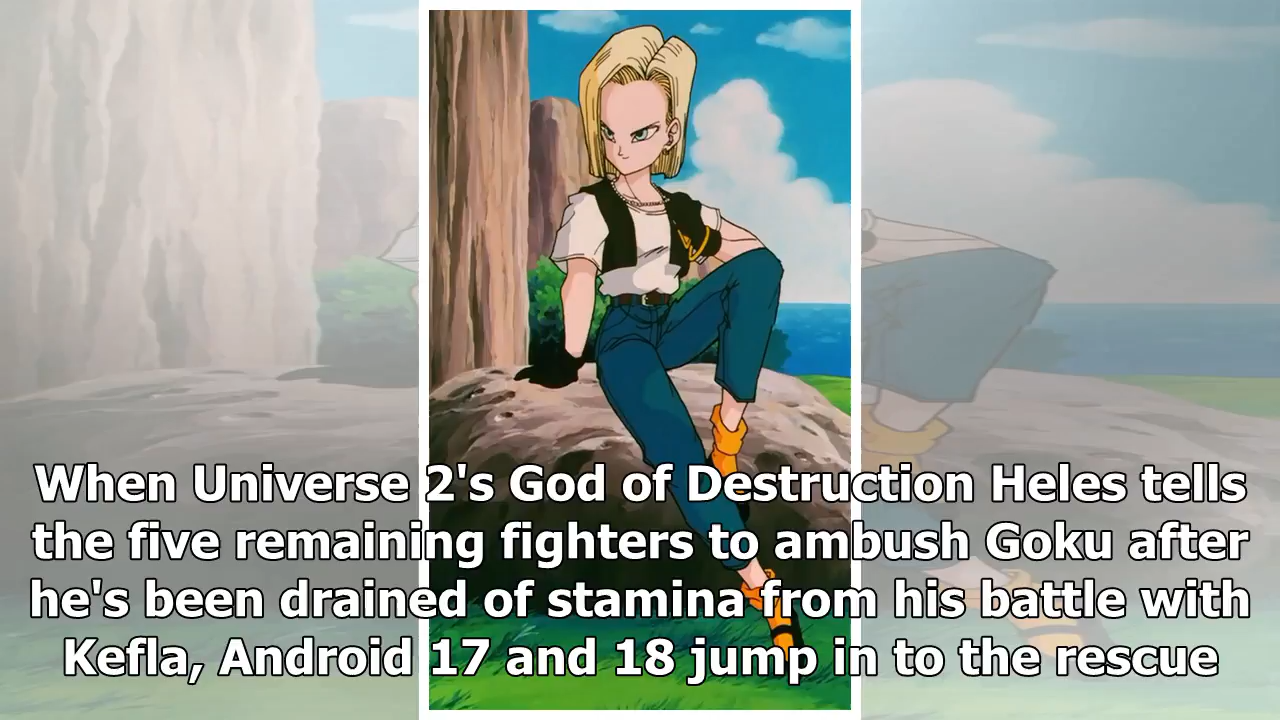 When Universe 2's God of Destruction Heles tells
the five remaining fighters to ambush Goku after
he's been drained of stamina from his battle with
Kefla, Android 17 and 18 jump in to the rescue